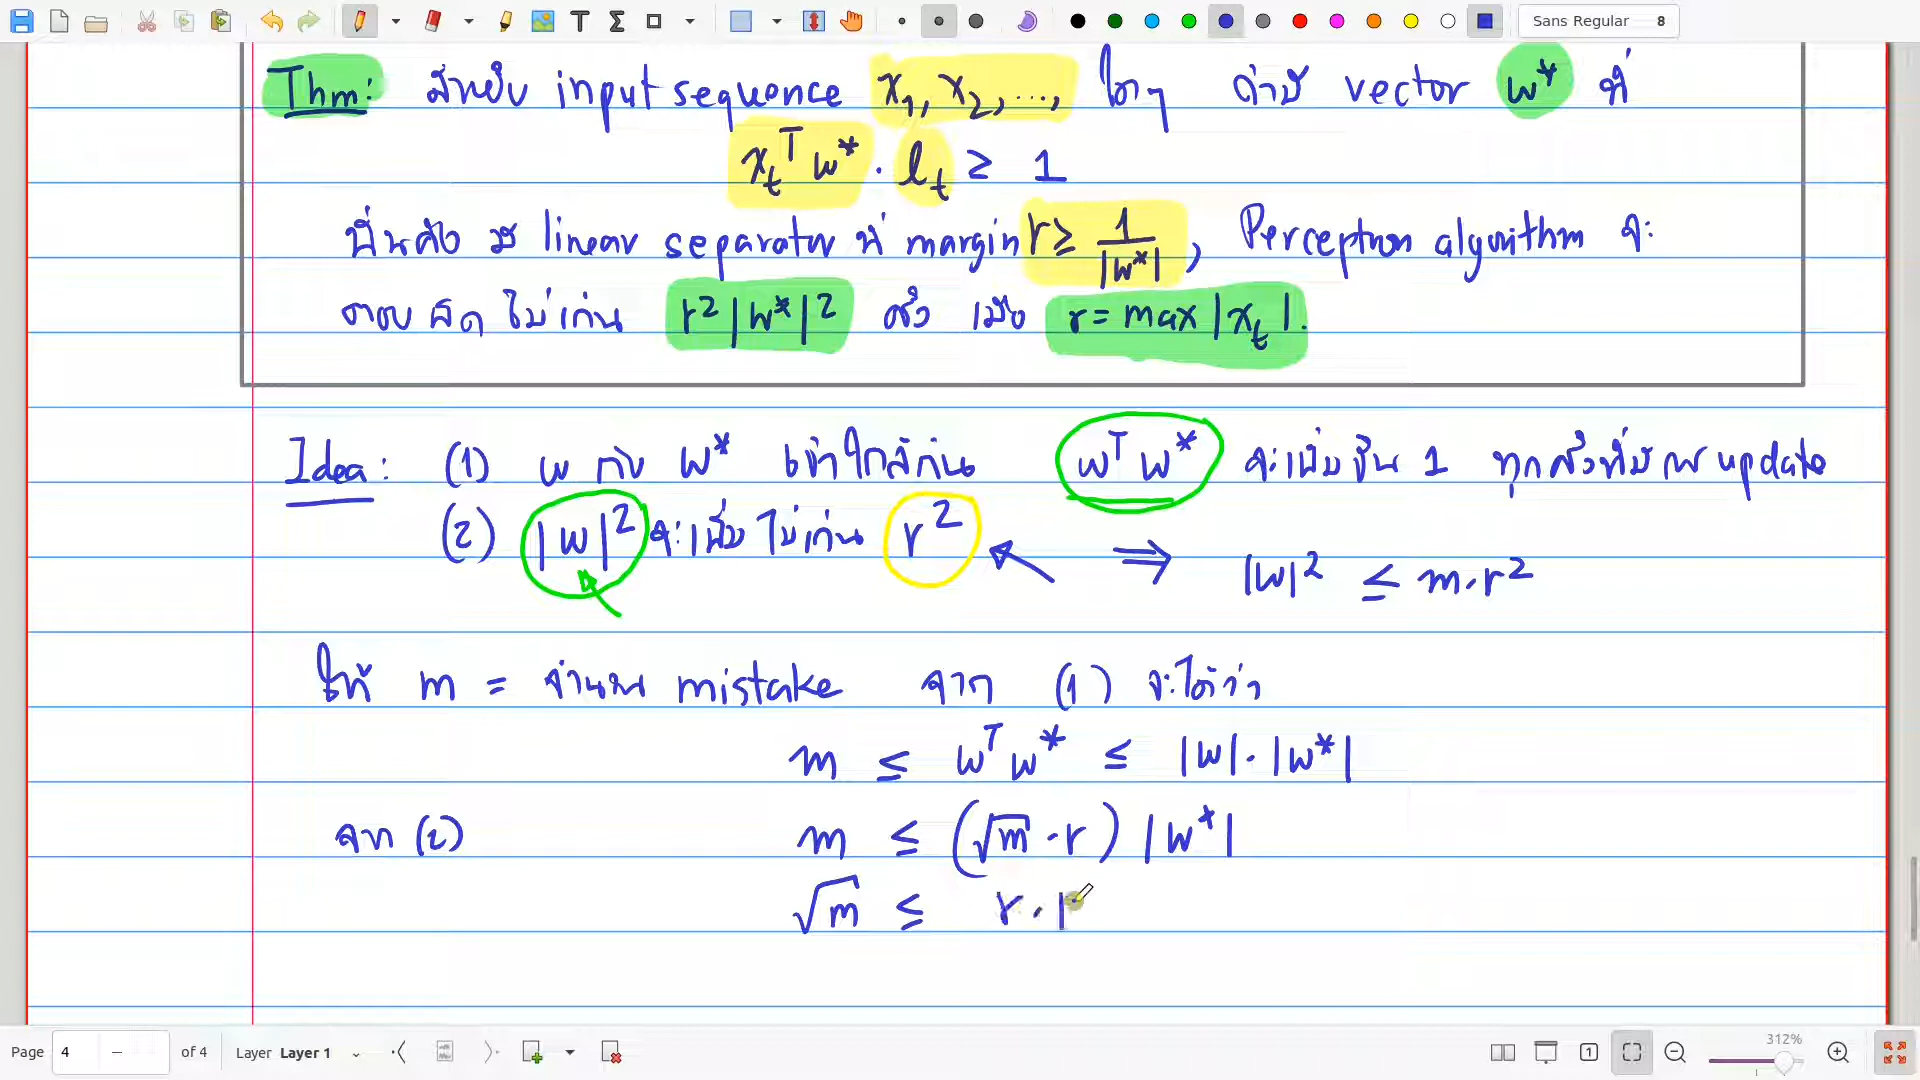 Sans Regular 8
Thm: สำหรับ input sequence x₁, x₂, ..., ใดๆ ถ้ามี vector w* ที่
xₜᵀ w* · lₜ ≥ 1
นั่นคือ มี linear separator ที่ margin r ≥ 1/|w*|, Perceptron algorithm จะ
ตอบผิด ไม่เกิน r²|w*|² ครั้ง เมื่อ r = max |xₜ|.
Idea: (1) w กับ w* เข้าใกล้กัน wᵀw* จะเพิ่มขึ้น 1 ทุกครั้งที่มีการ update
(2) |w|² จะเพิ่มไม่เกิน r² ⇒ |w|² ≤ m·r²
ให้ m = จำนวน mistake จาก (1) จะได้ว่า
m ≤ wᵀw* ≤ |w|·|w*|
จาก (2) m ≤ (√m · r) |w*|
√m ≤ r · |
Page 4 of 4 Layer Layer 1 312%